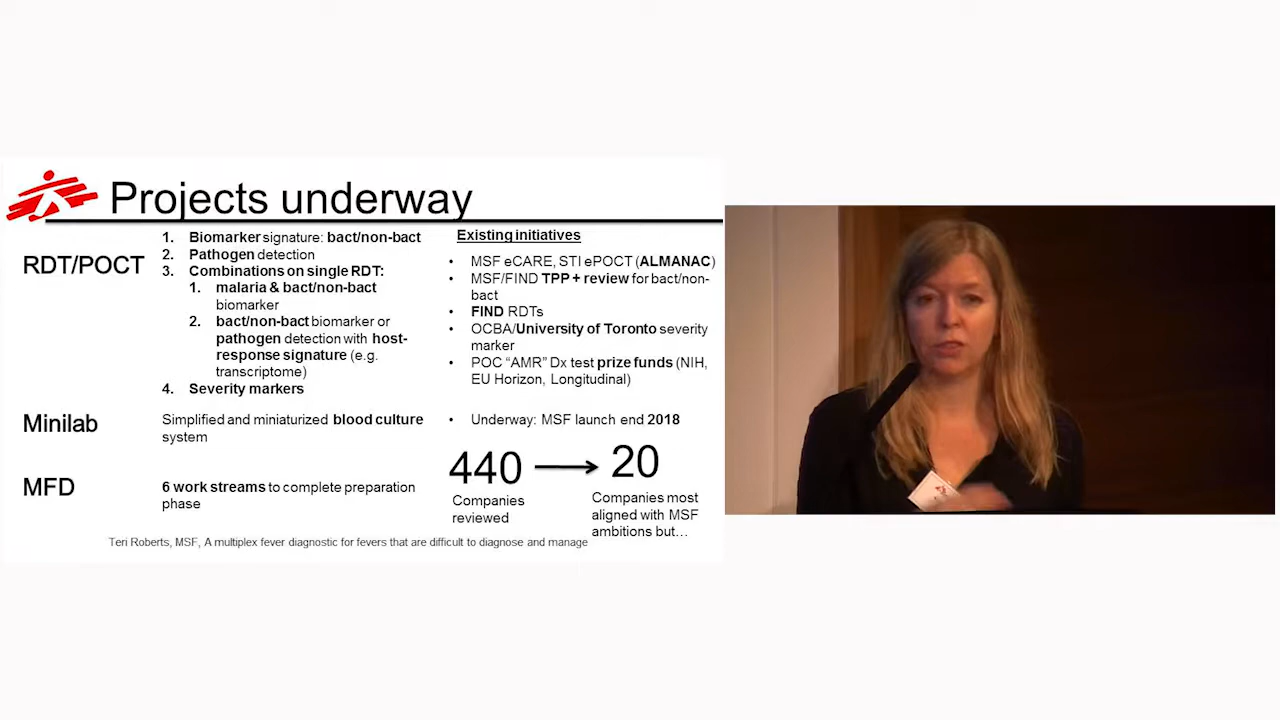 Projects underway
RDT/POCT
1. Biomarker signature: bact/non-bact
2. Pathogen detection
3. Combinations on single RDT:
1. malaria & bact/non-bact
biomarker
2. bact/non-bact biomarker or
pathogen detection with host-
response signature (e.g.
transcriptome)
4. Severity markers
Existing initiatives
• MSF eCARE, STI ePOCT (ALMANAC)
• MSF/FIND TPP + review for bact/non-
bact
• FIND RDTs
• OCBA/University of Toronto severity
marker
• POC “AMR” Dx test prize funds (NIH,
EU Horizon, Longitudinal)
Minilab
Simplified and miniaturized blood culture
system
• Underway: MSF launch end 2018
MFD
6 work streams to complete preparation
phase
440
Companies
reviewed
20
Companies most
aligned with MSF
ambitions but…
Teri Roberts, MSF, A multiplex fever diagnostic for fevers that are difficult to diagnose and manage